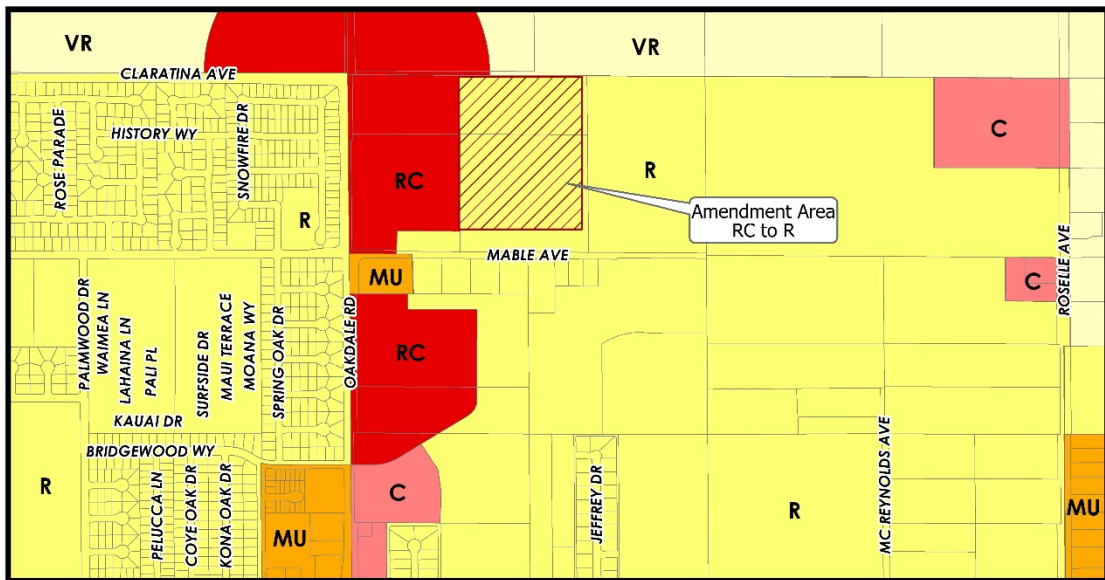 VR
VR
CLARATINA AVE
ROSE PARADE
HISTORY WY
SNOWFIRE DR
R
RC
R
C
Amendment Area
RC to R
MABLE AVE
MU
C
ROSELLE AVE
PALMWOOD DR
WAIMEA LN
LAHAINA LN
PALI PL
SURFSIDE DR
MAUI TERRACE
MOANA WY
SPRING OAK DR
OAKDALE RD
RC
KAUAI DR
BRIDGEWOOD WY
R
PELUCCA LN
COYE OAK DR
KONA OAK DR
MU
C
JEFFREY DR
R
MC REYNOLDS AVE
MU